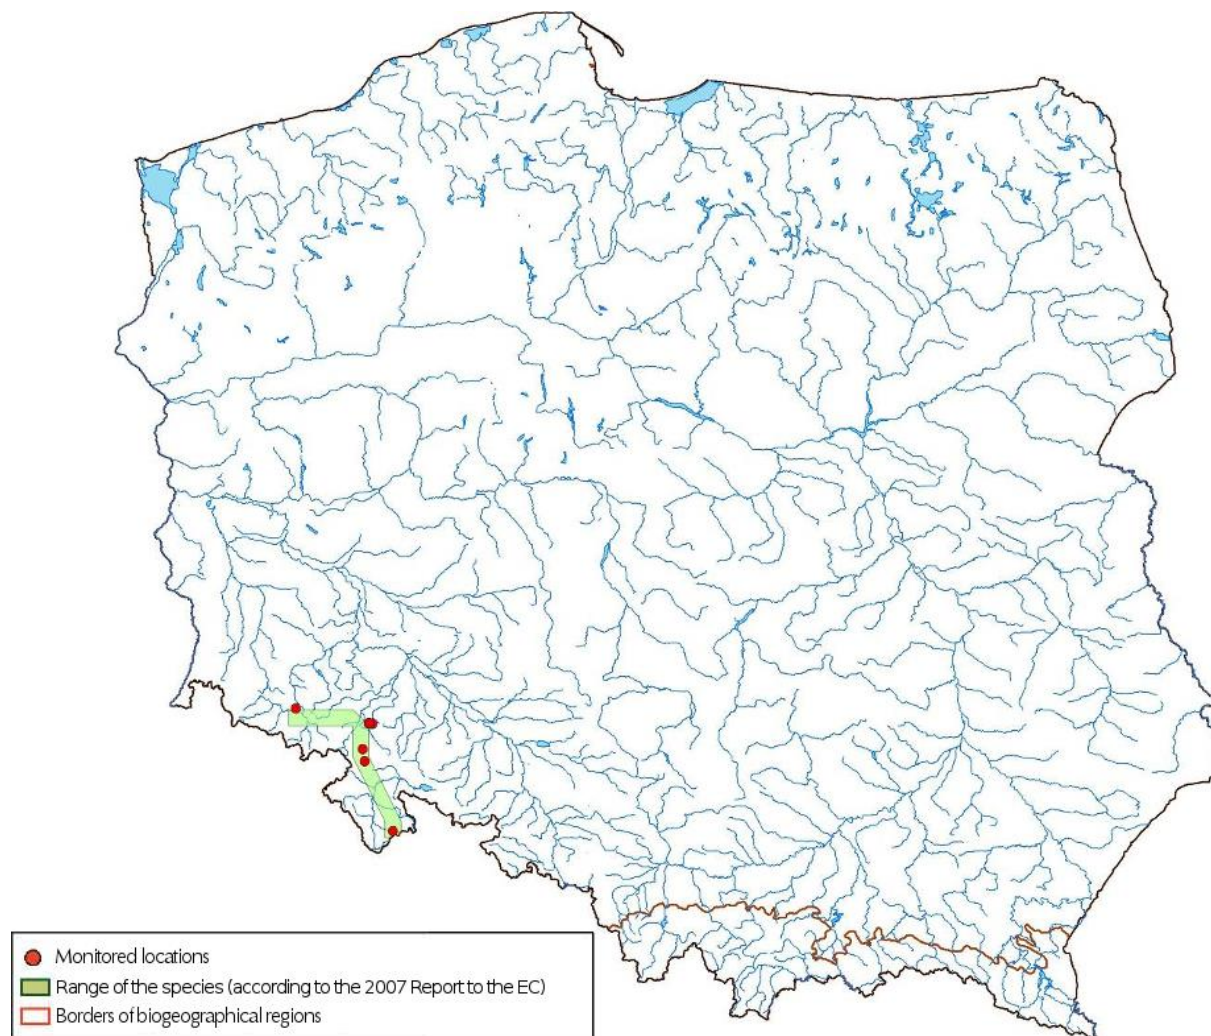 Monitored locations
Range of the species (according to the 2007 Report to the EC)
Borders of biogeographical regions